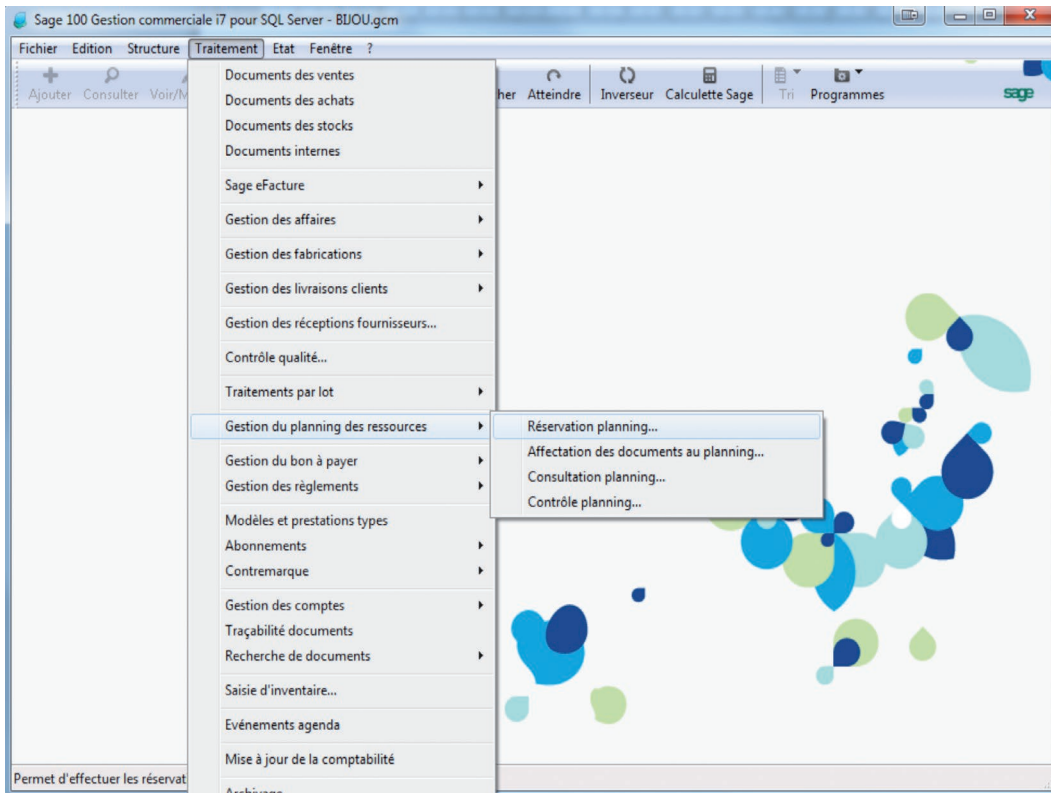 Sage 100 Gestion commerciale i7 pour SQL Server - BIJOU.gcm
Fichier Edition Structure Traitement Etat Fenêtre ?
Ajouter Consulter Voir/M her Atteindre Inverseur Calculette Sage Tri Programmes
sage
Documents des ventes
Documents des achats
Documents des stocks
Documents internes
Sage eFacture
Gestion des affaires
Gestion des fabrications
Gestion des livraisons clients
Gestion des réceptions fournisseurs...
Contrôle qualité...
Traitements par lot
Gestion du planning des ressources
Réservation planning...
Affectation des documents au planning...
Consultation planning...
Contrôle planning...
Gestion du bon à payer
Gestion des règlements
Modèles et prestations types
Abonnements
Contremarque
Gestion des comptes
Traçabilité documents
Recherche de documents
Saisie d'inventaire...
Evénements agenda
Mise à jour de la comptabilité
Archivage
Permet d'effectuer les réservat